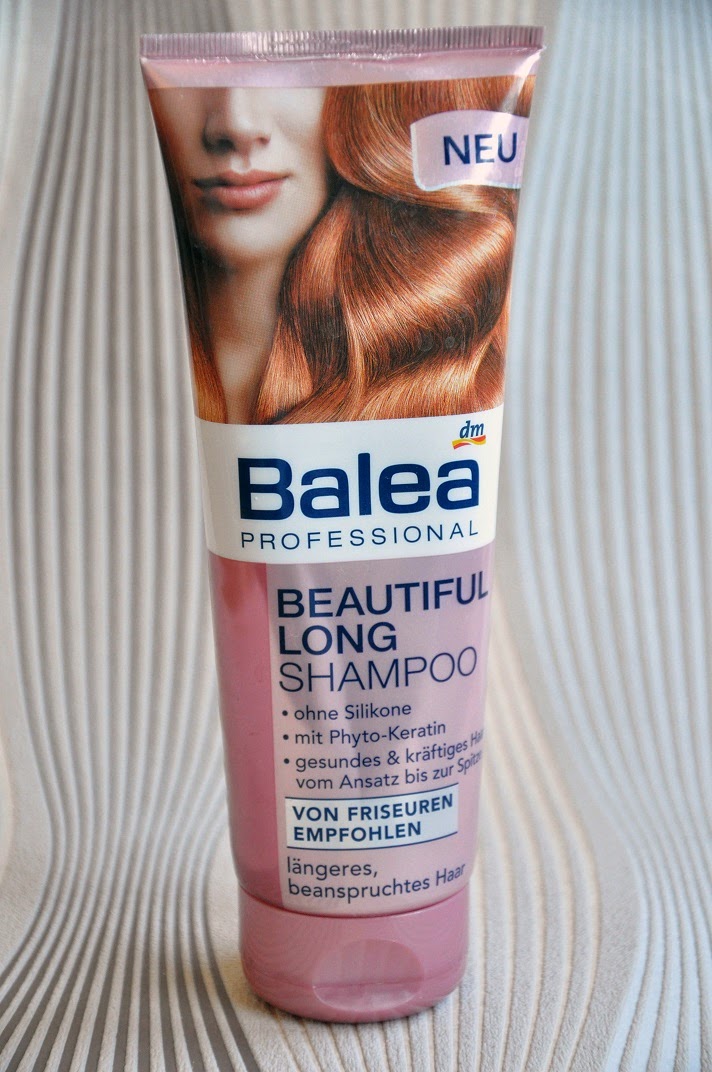 NEU
dm
Balea
PROFESSIONAL
BEAUTIFUL
LONG
SHAMPOO
• ohne Silikone
• mit Phyto-Keratin
• gesundes & kräftiges Haar
vom Ansatz bis zur Spitze
VON FRISEUREN
EMPFOHLEN
längeres,
beanspruchtes Haar